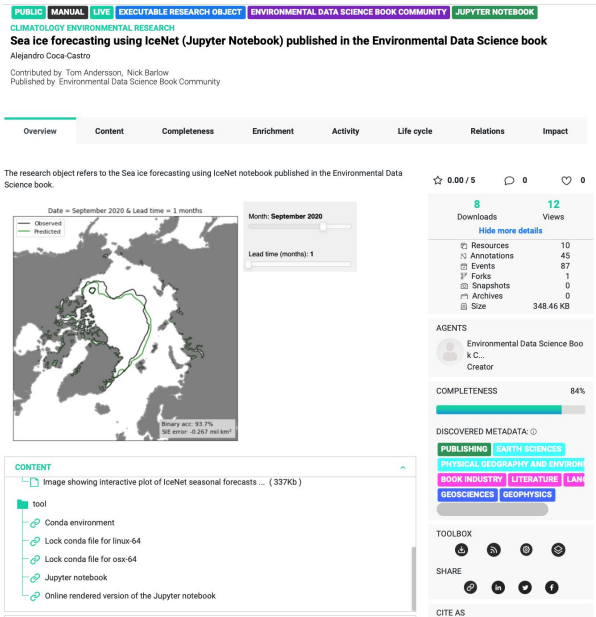 PUBLIC MANUAL LIVE EXECUTABLE RESEARCH OBJECT ENVIRONMENTAL DATA SCIENCE BOOK COMMUNITY JUPYTER NOTEBOOK
CLIMATOLOGY ENVIRONMENTAL RESEARCH
Sea ice forecasting using IceNet (Jupyter Notebook) published in the Environmental Data Science book
Alejandro Coca-Castro
Contributed by Tom Andersson, Nick Barlow
Published by Environmental Data Science Book Community
Overview Content Completeness Enrichment Activity Life cycle Relations Impact
The research object refers to the Sea ice forecasting using IceNet notebook published in the Environmental Data
Science book.
Date = September 2020 & Lead time = 1 months
Observed
Predicted
Binary acc: 93.7%
SIE error: -0.267 mil km²
Month: September 2020
Lead time (months): 1
CONTENT
Image showing interactive plot of IceNet seasonal forecasts ... (337Kb )
tool
Conda environment
Lock conda file for linux-64
Lock conda file for osx-64
Jupyter notebook
Online rendered version of the Jupyter notebook
0.00 / 5 0 0
8 12
Downloads Views
Hide more details
Resources 10
Annotations 45
Events 87
Forks 1
Snapshots 0
Archives 0
Size 348.46 KB
AGENTS
Environmental Data Science Boo
k C...
Creator
COMPLETENESS 84%
DISCOVERED METADATA:
PUBLISHING EARTH SCIENCES
PHYSICAL GEOGRAPHY AND ENVIRON
BOOK INDUSTRY LITERATURE LAN
GEOSCIENCES GEOPHYSICS
TOOLBOX
SHARE
CITE AS